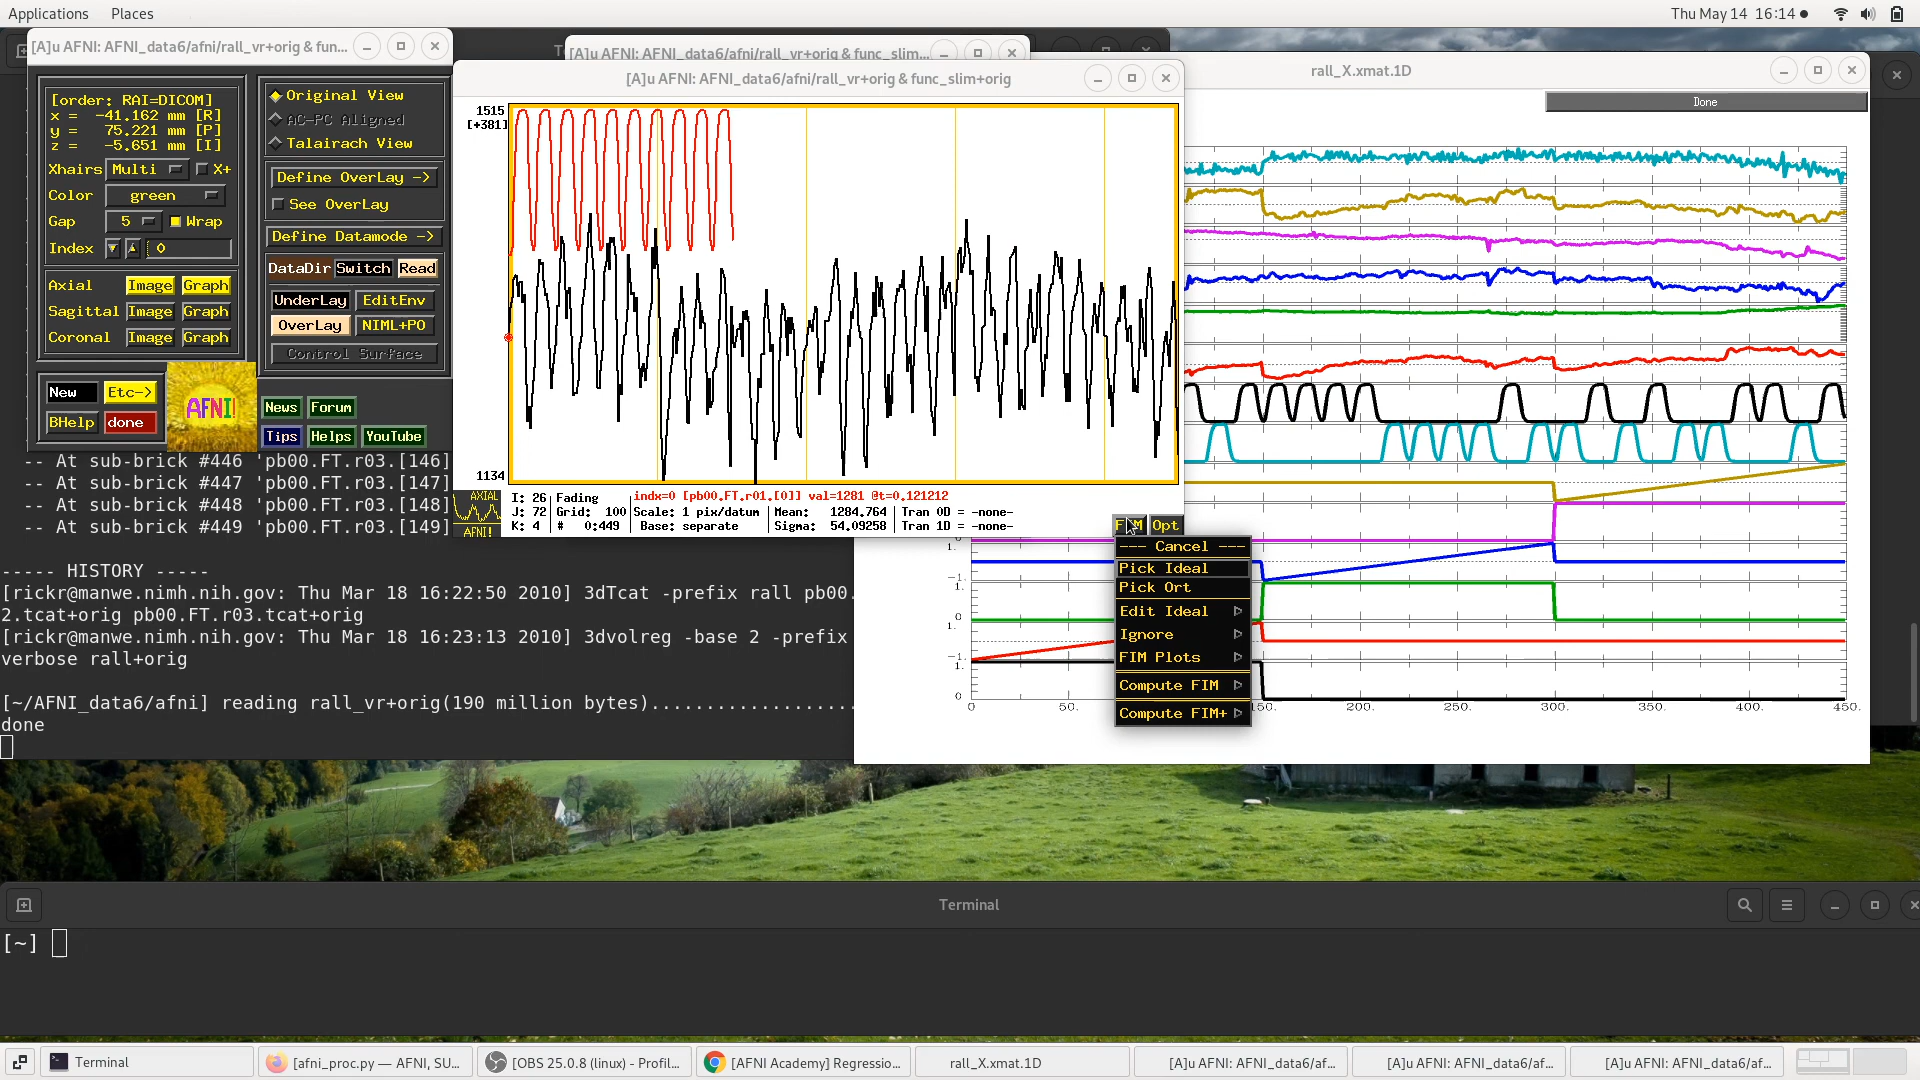 Applications Places Thu May 14 16:14
[A]u AFNI: AFNI_data6/afni/rall_vr+orig & fun...
[order: RAI=DICOM]
x = -41.162 mm [R]
y = 75.221 mm [P]
z = -5.651 mm [I]
Xhairs Multi X+
Color green
Gap 5 Wrap
Index 0
Axial Image Graph
Sagittal Image Graph
Coronal Image Graph
New Etc->
BHelp done
AFNI!
Original View
AC-PC Aligned
Talairach View
Define OverLay ->
See OverLay
Define Datamode ->
DataDir Switch Read
UnderLay EditEnv
OverLay NIML+PO
Control Surface
News Forum
Tips Helps YouTube
[A]u AFNI: AFNI_data6/afni/rall_vr+orig & func_slim...
[A]u AFNI: AFNI_data6/afni/rall_vr+orig & func_slim+orig
1515
[+381]
1134
AXIAL
AFNI!
I: 26 Fading indx=0 [pb00.FT.r01.[0]] val=1281 @t=0.121212
J: 72 Grid: 100 Scale: 1 pix/datum Mean: 1284.764 Tran 0D = -none-
K: 4 # 0:449 Base: separate Sigma: 54.09258 Tran 1D = -none-
FIM Opt
--- Cancel ---
Pick Ideal
Pick Ort
Edit Ideal
Ignore
FIM Plots
Compute FIM
Compute FIM+
rall_X.xmat.1D
Done
0
1.
-1.
0
1.
-1.
1.
0
0 50. 150. 200. 250. 300. 350. 400. 450.
-- At sub-brick #446 'pb00.FT.r03.[146]
-- At sub-brick #447 'pb00.FT.r03.[147]
-- At sub-brick #448 'pb00.FT.r03.[148]
-- At sub-brick #449 'pb00.FT.r03.[149]
----- HISTORY -----
[rickr@manwe.nimh.nih.gov: Thu Mar 18 16:22:50 2010] 3dTcat -prefix rall pb00.
2.tcat+orig pb00.FT.r03.tcat+orig
[rickr@manwe.nimh.nih.gov: Thu Mar 18 16:23:13 2010] 3dvolreg -base 2 -prefix
verbose rall+orig
[~/AFNI_data6/afni] reading rall_vr+orig(190 million bytes)...................
done
Terminal
[~]
Terminal
[afni_proc.py — AFNI, SU...
[OBS 25.0.8 (linux) - Profil...
[AFNI Academy] Regressio...
rall_X.xmat.1D
[A]u AFNI: AFNI_data6/af...
[A]u AFNI: AFNI_data6/af...
[A]u AFNI: AFNI_data6/af...